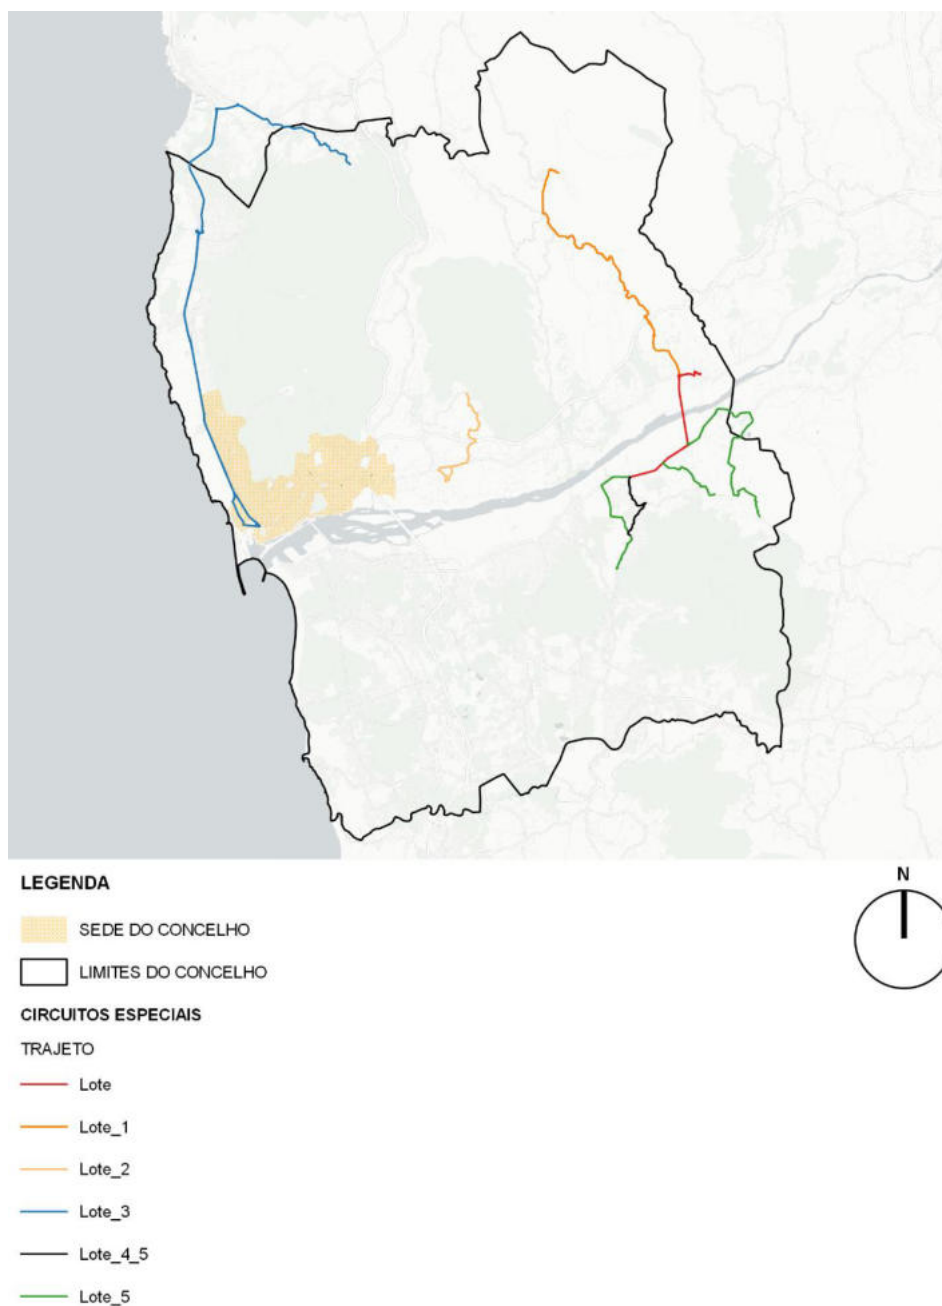 LEGENDA
N
SEDE DO CONCELHO
LIMITES DO CONCELHO
CIRCUITOS ESPECIAIS
TRAJETO
Lote
Lote_1
Lote_2
Lote_3
Lote_4_5
Lote_5